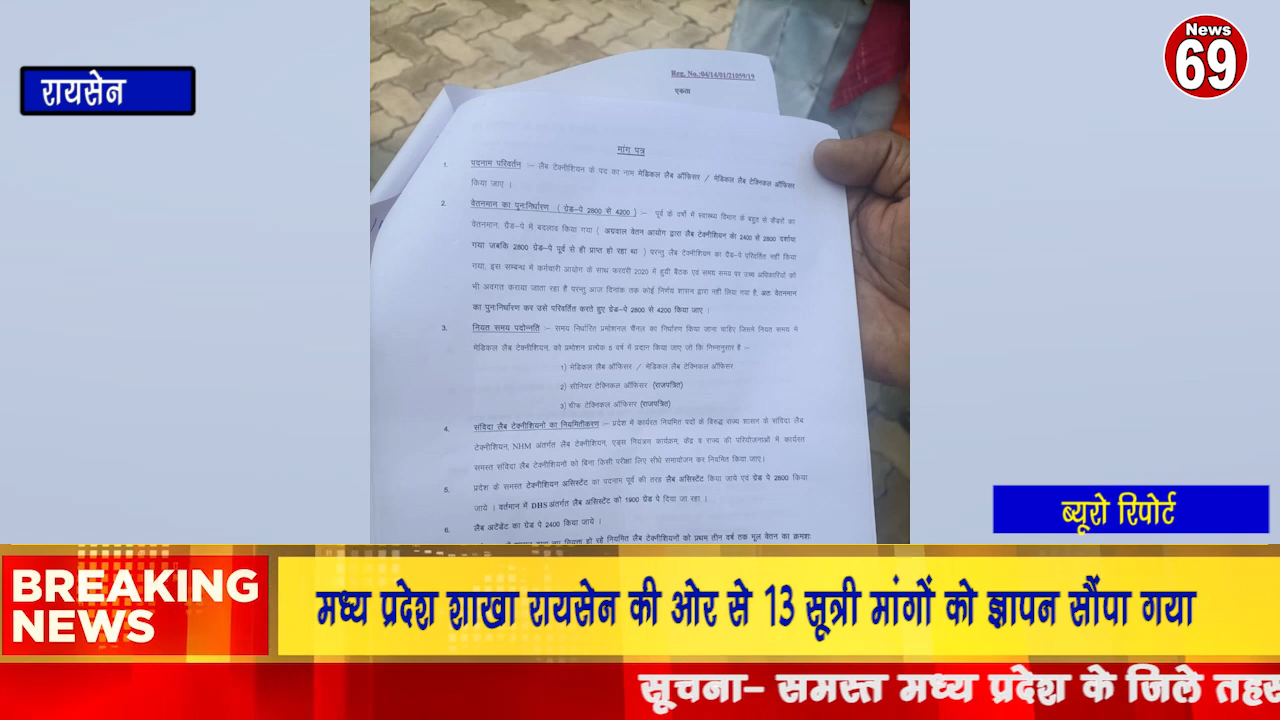 रायसेन
News
69
Reg. No.:04/14/01/21059/19
एकता
मांग पत्र
1. पदनाम परिवर्तन :– लैब टेक्नीशियन के पद का नाम मेडिकल लैब ऑफिसर / मेडिकल लैब टेक्निकल ऑफिसर
किया जाए ।
2. वेतनमान का पुनःनिर्धारण ( ग्रेड–पे 2800 से 4200 ) :– पूर्व के वर्षो में स्वास्थ्य विभाग के बहुत से कैडरों का
वेतनमान, ग्रेड–पे में बदलाव किया गया ( अग्रवाल वेतन आयोग द्वारा लैब टेक्नीशियन का 2400 से 2800 दर्शाया
गया जबकि 2800 ग्रेड–पे पूर्व से ही प्राप्त हो रहा था ) परन्तु लैब टेक्नीशियन का ग्रैड–पे परिवर्तित नहीं किया
गया, इस सम्बन्ध में कर्मचारी आयोग के साथ फरवरी 2020 में हुयी बैठक एवं समय समय पर उच्च अधिकारियों को
भी अवगत कराया जाता रहा हैं परन्तु आज दिनांक तक कोई निर्णय शासन द्वारा नहीं लिया गया है, अतः वेतनमान
का पुनःनिर्धारण कर उसे परिवर्तित करते हुए ग्रेड–पे 2800 से 4200 किया जाए ।
3. नियत समय पदोन्नति :– समय निर्धारित प्रमोशनल चैनल का निर्धारण किया जाना चाहिए जिसमे नियत समय मे
मेडिकल लैब टेक्नीशियन, को प्रमोशन प्रत्येक 5 वर्ष में प्रदान किया जाए जो कि निम्नानुसार है :–
1) मेडिकल लैब ऑफिसर / मेडिकल लैब टेक्निकल ऑफिसर
2) सीनियर टेक्निकल ऑफिसर (राजपत्रित)
3) चीफ टेक्निकल ऑफिसर (राजपत्रित)
4. संविदा लैब टेक्नीशियनो का नियमितीकरण :– प्रदेश में कार्यरत नियमित पदों के विरुद्ध राज्य शासन के संविदा लैब
टेक्नीशियन, NHM अंतर्गत लैब टेक्नीशियन, एड्स नियंत्रण कार्यक्रम, केंद्र व राज्य की परियोजनाओं में कार्यरत
समस्त संविदा लैब टेक्नीशियनो को बिना किसी परीक्षा लिए सीधे समायोजन कर नियमित किया जाए।
5. प्रदेश के समस्त टेक्नीशियन असिस्टेंट का पदनाम पूर्व की तरह लैब असिस्टेंट किया जाये एवं ग्रेड पे 2800 किया
जाये । वर्तमान में DHS अंतर्गत लैब असिस्टेंट को 1900 ग्रेड पे दिया जा रहा ।
6. लैब अटेंडेंट का ग्रेड पे 2400 किया जाये ।
हो रहे नियमित लैब टेक्नीशियनों को प्रथम तीन वर्ष तक मूल वेतन का क्रमशः
ब्यूरो रिपोर्ट
BREAKING
NEWS
मध्य प्रदेश शाखा रायसेन की ओर से 13 सूत्री मांगों को ज्ञापन सौंपा गया
सूचना– समस्त मध्य प्रदेश के जिले तहस